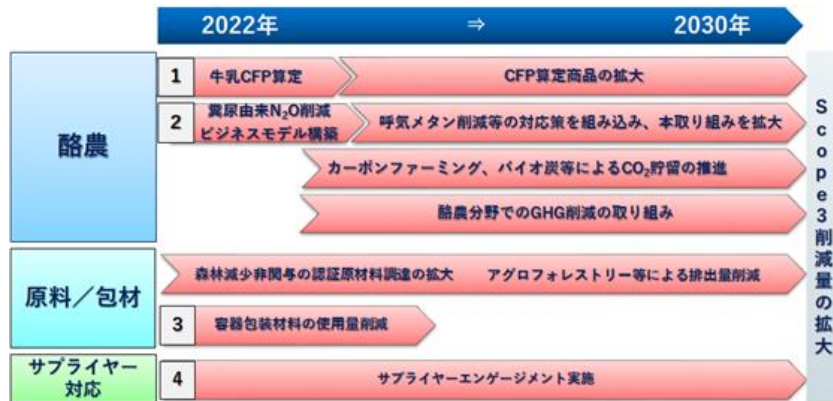 2022年 ⇒ 2030年
酪農
1 牛乳CFP算定
CFP算定商品の拡大
2 糞尿由来N₂O削減
ビジネスモデル構築
呼気メタン削減等の対応策を組み込み、本取り組みを拡大
カーボンファーミング、バイオ炭等によるCO₂貯留の推進
酪農分野でのGHG削減の取り組み
原料／包材
森林減少非関与の認証原材料調達の拡大 アグロフォレストリー等による排出量削減
3 容器包装材料の使用量削減
サプライヤー
対応
4 サプライヤーエンゲージメント実施
Scope3削減量の拡大